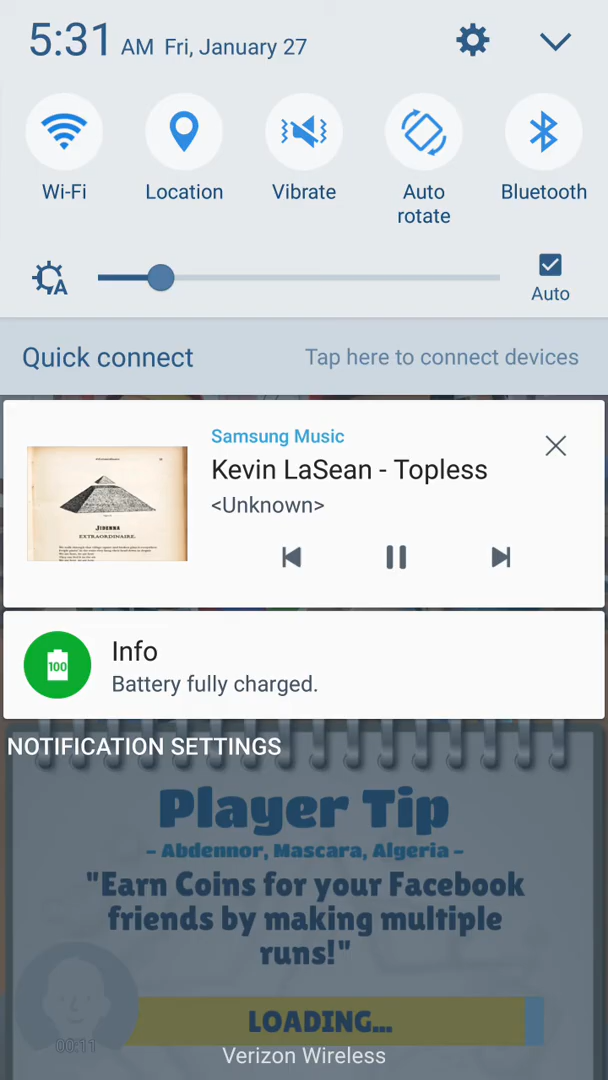 5:31 AM Fri, January 27
Wi-Fi
Location
Vibrate
Auto
rotate
Bluetooth
A
Auto
Quick connect
Tap here to connect devices
Samsung Music
Kevin LaSean - Topless
<Unknown>
JIDENNA
EXTRAORDINAIRE.
100
Info
Battery fully charged.
NOTIFICATION SETTINGS
Player Tip
- Abdennor, Mascara, Algeria -
"Earn Coins for your Facebook
friends by making multiple
runs!"
LOADING...
00:11
Verizon Wireless